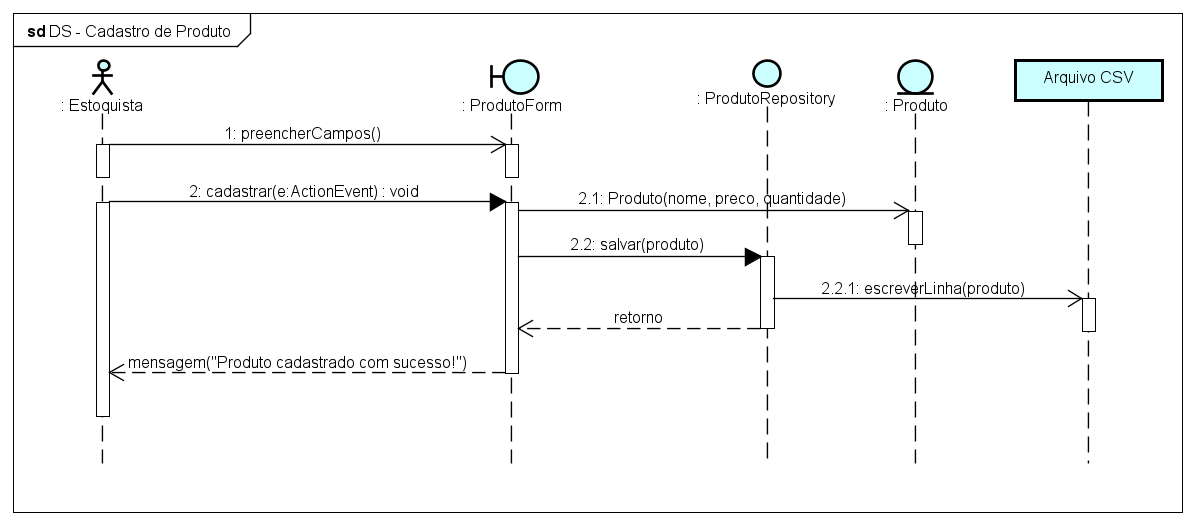 sd DS - Cadastro de Produto
: Estoquista
: ProdutoForm
: ProdutoRepository
: Produto
Arquivo CSV
1: preencherCampos()
2: cadastrar(e:ActionEvent) : void
2.1: Produto(nome, preco, quantidade)
2.2: salvar(produto)
2.2.1: escreverLinha(produto)
retorno
mensagem("Produto cadastrado com sucesso!")